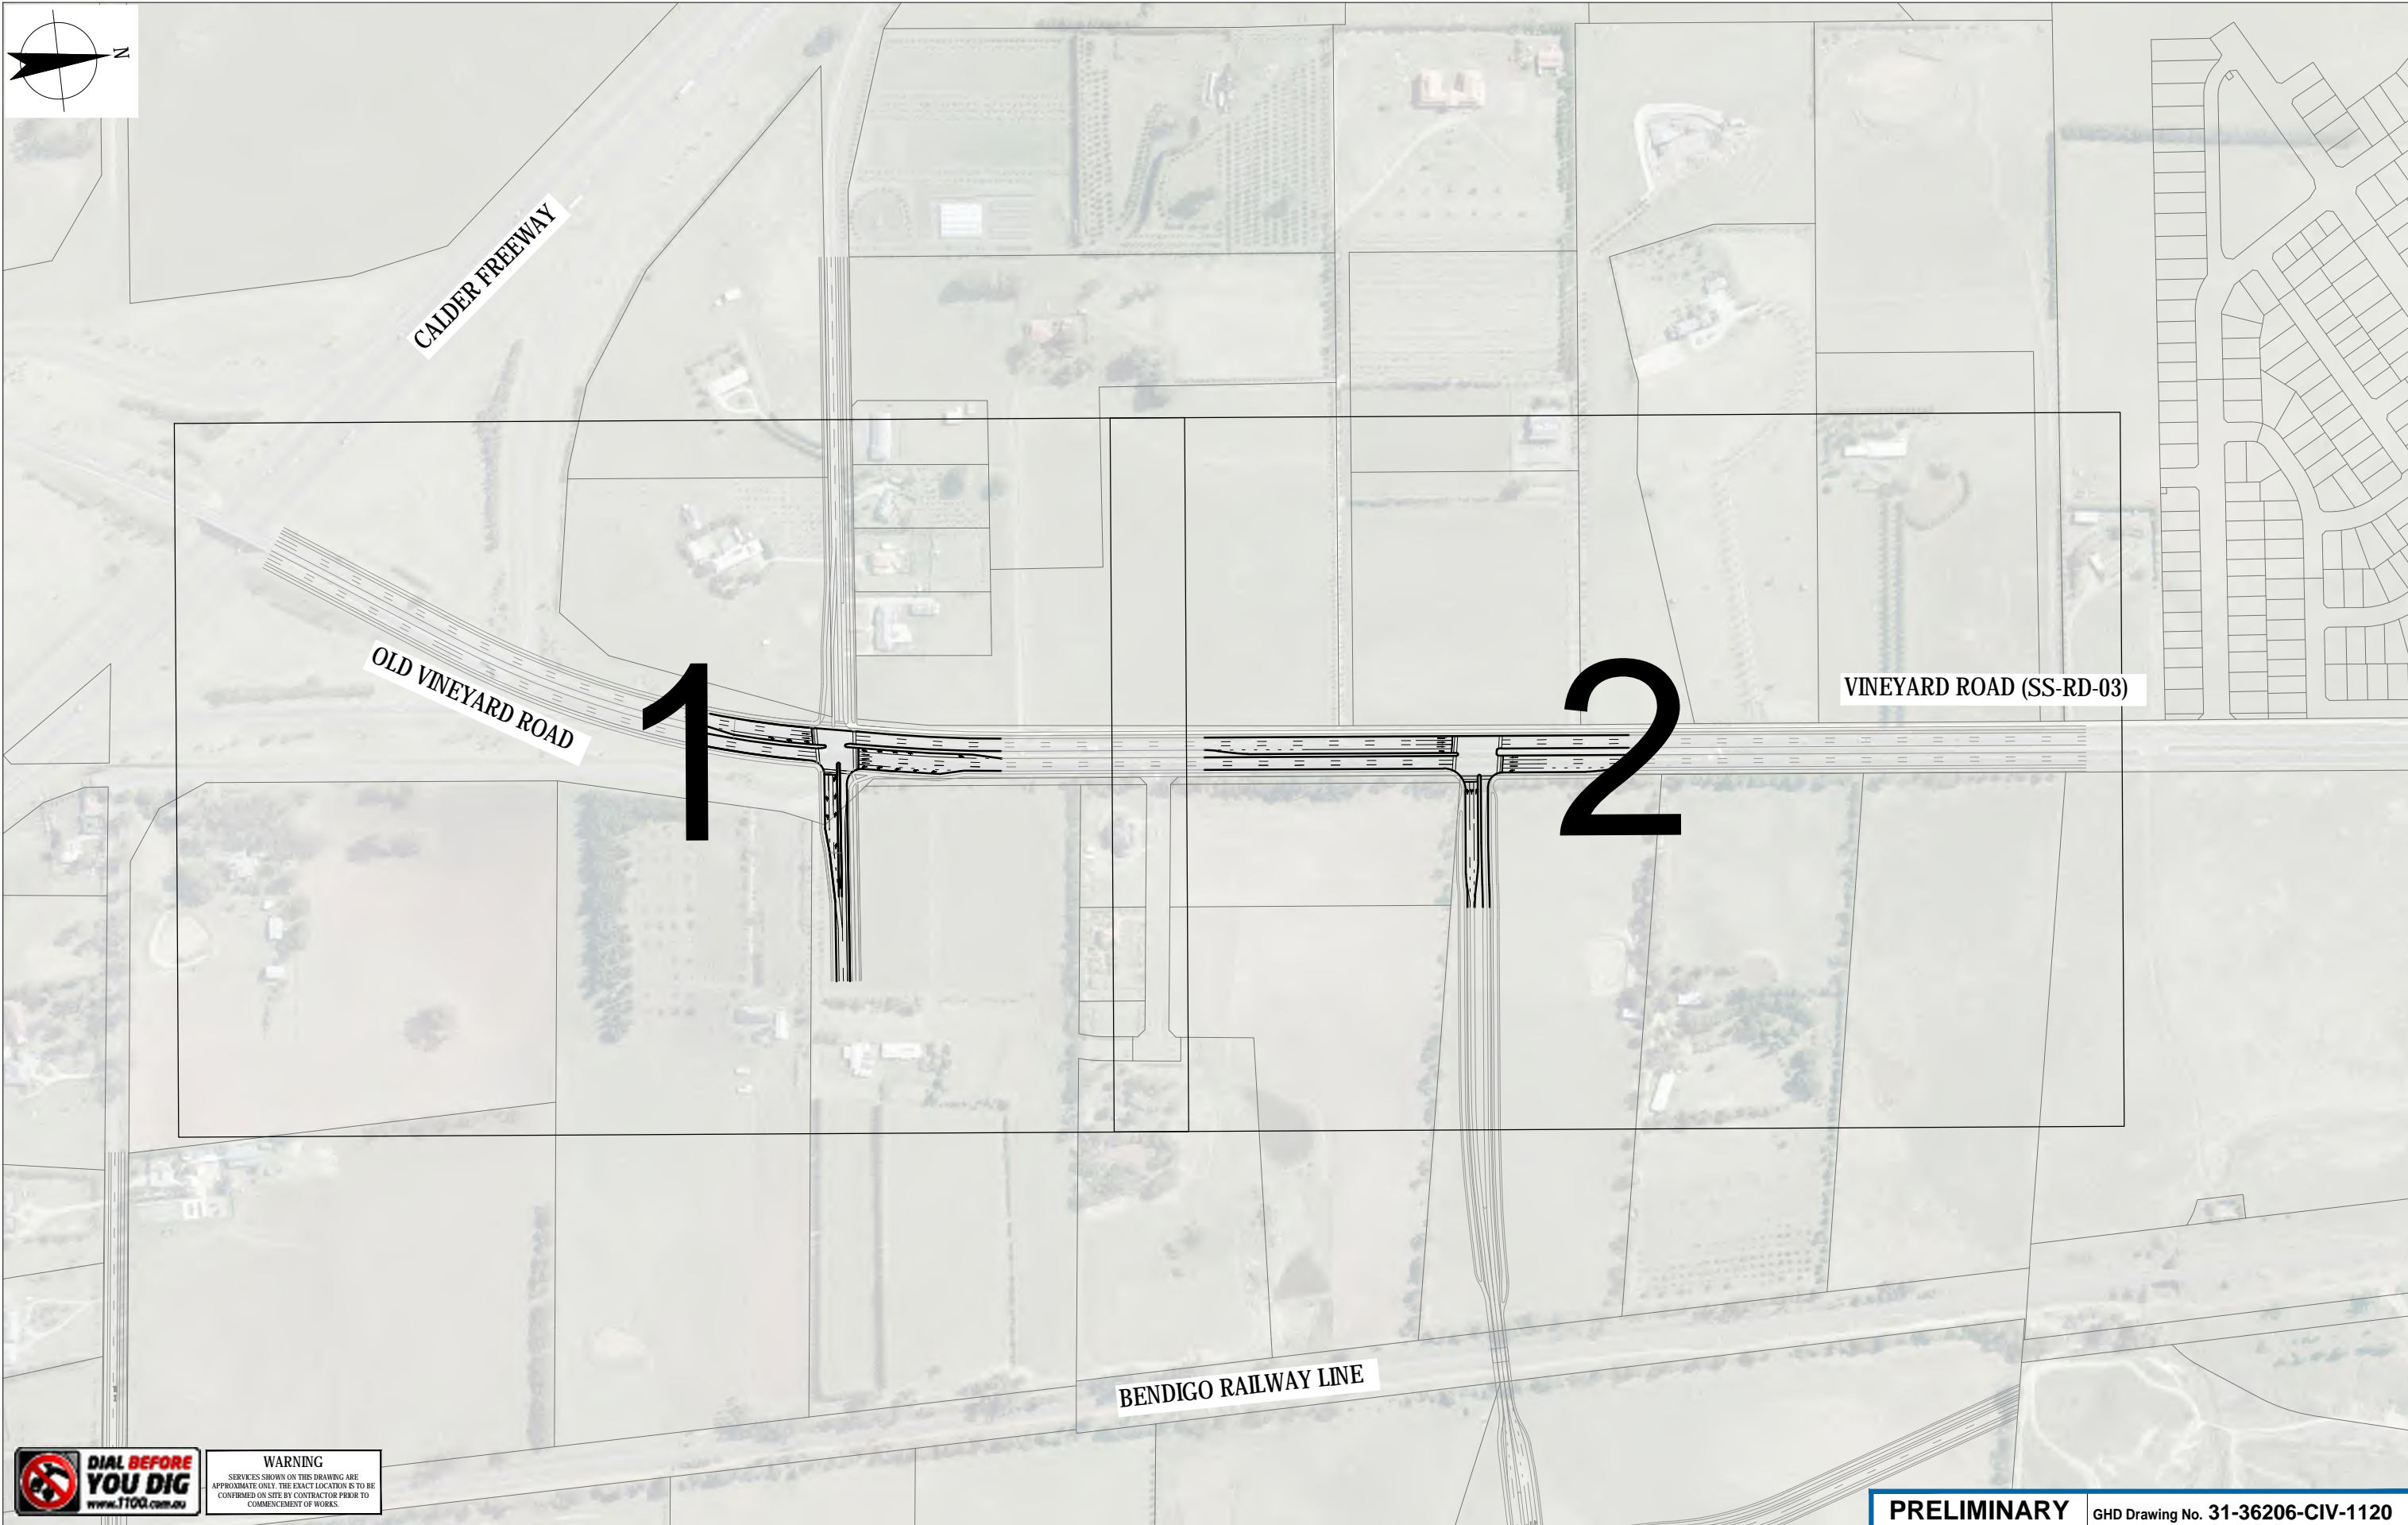 N
CALDER FREEWAY
OLD VINEYARD ROAD
1
2
VINEYARD ROAD (SS-RD-03)
BENDIGO RAILWAY LINE
DIAL BEFORE
YOU DIG
www.1100.com.au
WARNING
SERVICES SHOWN ON THIS DRAWING ARE
APPROXIMATE ONLY. THE EXACT LOCATION IS TO BE
CONFIRMED ON SITE BY CONTRACTOR PRIOR TO
COMMENCEMENT OF WORKS.
PRELIMINARY
GHD Drawing No. 31-36206-CIV-1120